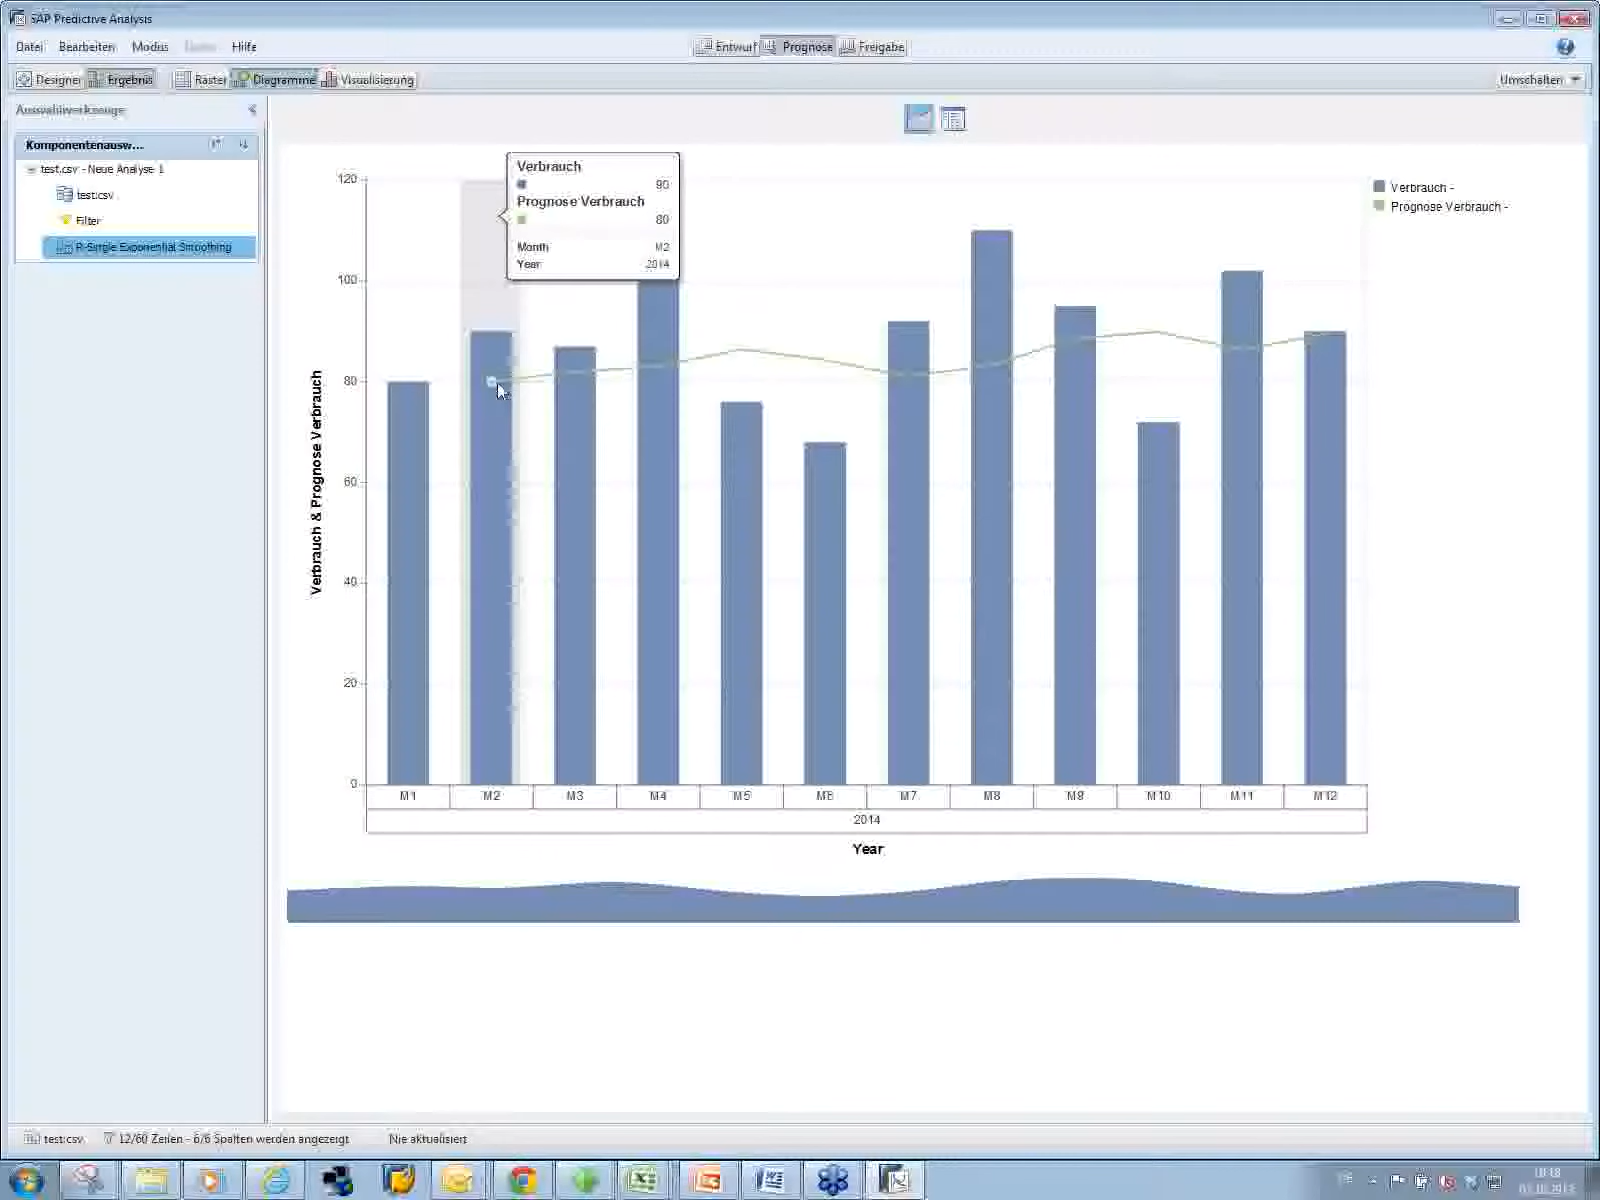 SAP Predictive Analysis
Datei Bearbeiten Modus Hilfe
Entwurf Prognose Freigabe
Designer Ergebnis Raster Diagramme Visualisierung
Umschalten
Auswahlwerkzeuge
Komponentenausw...
test.csv - Neue Analyse 1
test.csv
Filter
R-Single Exponential Smoothing
Verbrauch
90
Prognose Verbrauch
80
Month M2
Year 2014
Verbrauch -
Prognose Verbrauch -
120
100
80
60
40
20
0
Verbrauch & Prognose Verbrauch
M1 M2 M3 M4 M5 M6 M7 M8 M9 M10 M11 M12
2014
Year
test.csv 12/60 Zeilen - 6/6 Spalten werden angezeigt Nie aktualisiert